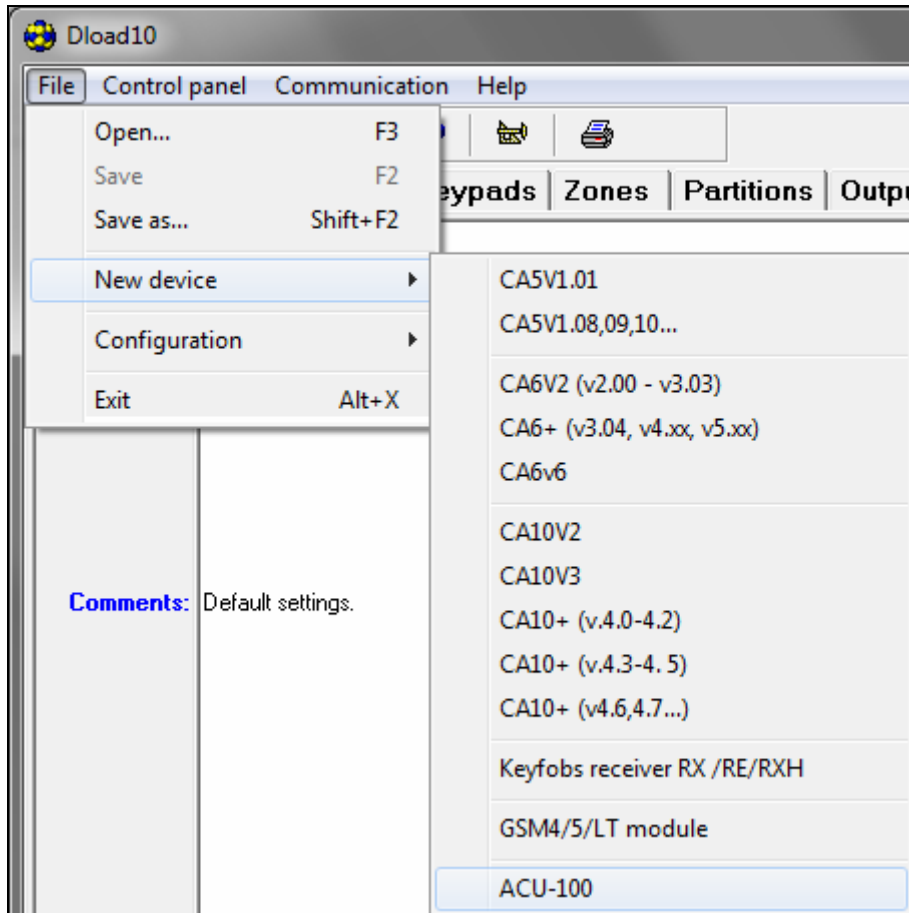 Dload10
File Control panel Communication Help
Open... F3
Save F2
Save as... Shift+F2
New device
Configuration
Exit Alt+X
eypads Zones Partitions Outpu
CA5V1.01
CA5V1.08,09,10...
CA6V2 (v2.00 - v3.03)
CA6+ (v3.04, v4.xx, v5.xx)
CA6v6
CA10V2
CA10V3
CA10+ (v.4.0-4.2)
CA10+ (v.4.3-4. 5)
CA10+ (v4.6,4.7...)
Keyfobs receiver RX /RE/RXH
GSM4/5/LT module
ACU-100
Comments: Default settings.